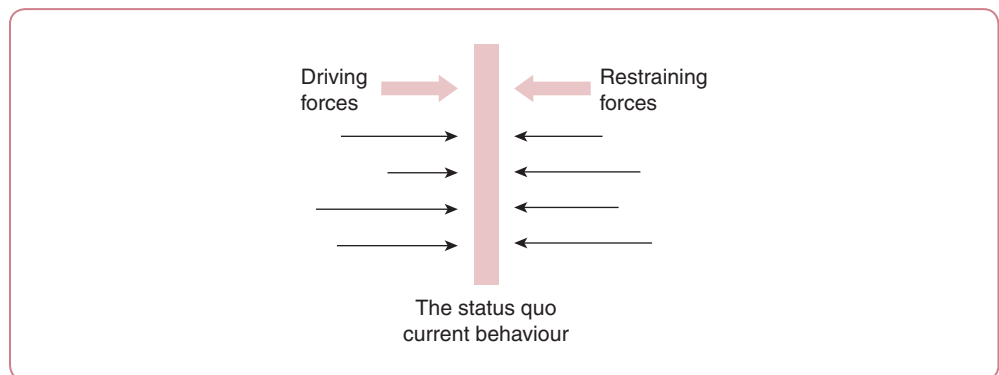 Driving
forces
Restraining
forces
The status quo
current behaviour